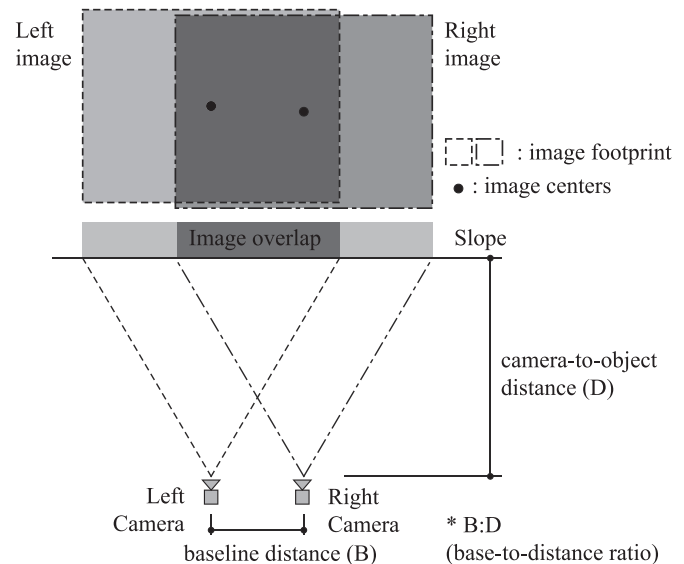 Left
image
Right
image
: image footprint
: image centers
Image overlap
Slope
camera-to-object
distance (D)
Left
Camera
Right
Camera
baseline distance (B)
* B:D
(base-to-distance ratio)